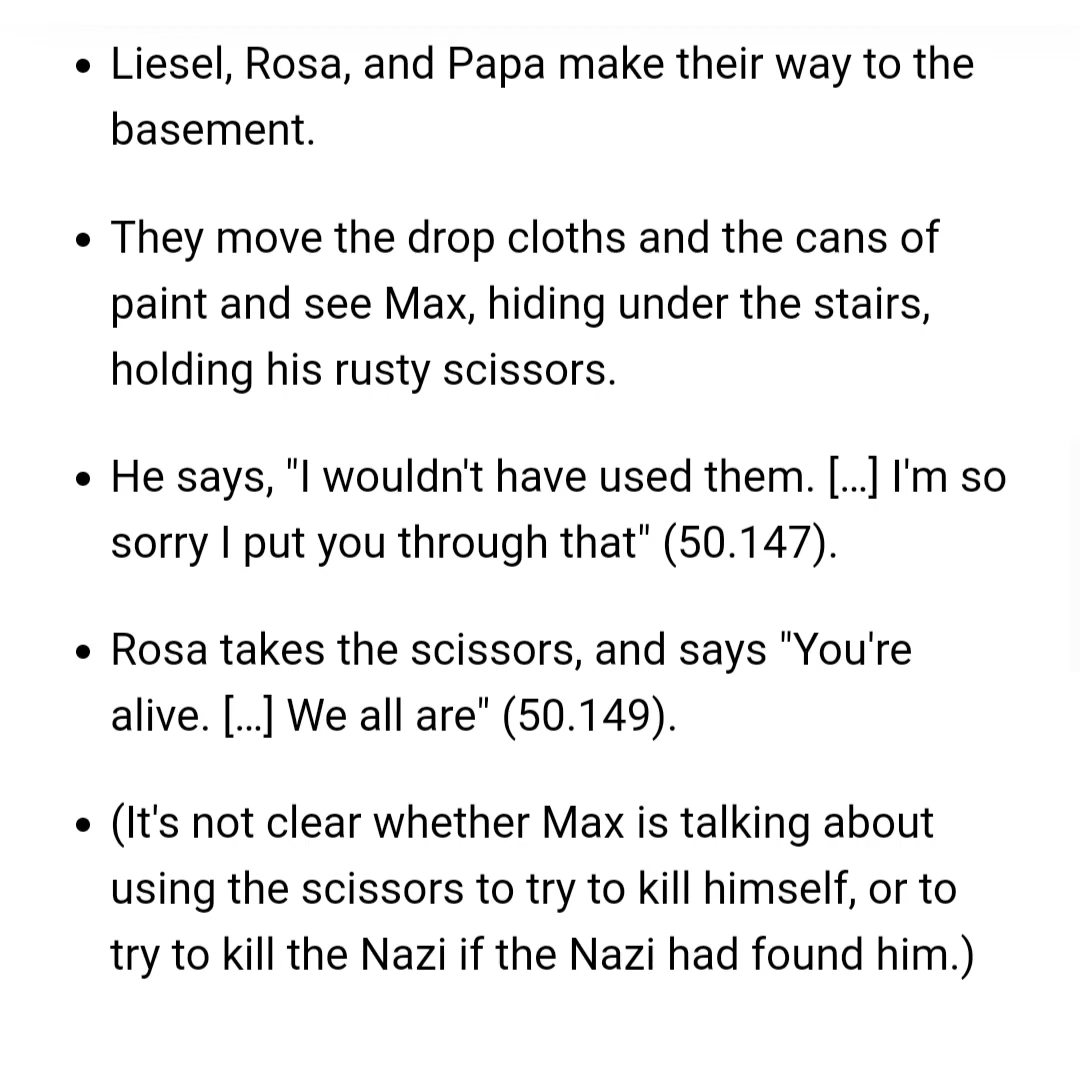 • Liesel, Rosa, and Papa make their way to the
basement.
• They move the drop cloths and the cans of
paint and see Max, hiding under the stairs,
holding his rusty scissors.
• He says, "I wouldn't have used them. [...] I'm so
sorry I put you through that" (50.147).
• Rosa takes the scissors, and says "You're
alive. [...] We all are" (50.149).
• (It's not clear whether Max is talking about
using the scissors to try to kill himself, or to
try to kill the Nazi if the Nazi had found him.)